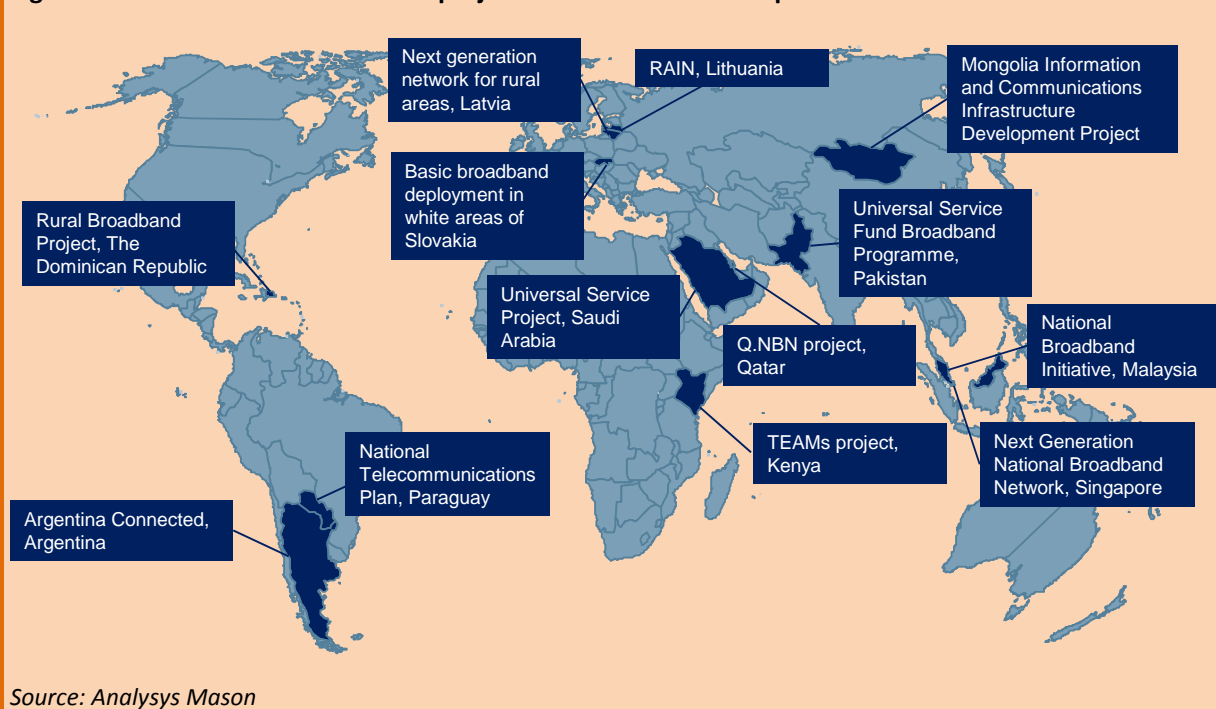 Next generation
network for rural
areas, Latvia
RAIN, Lithuania
Mongolia Information
and Communications
Infrastructure
Development Project
Basic broadband
deployment in
white areas of
Slovakia
Rural Broadband
Project, The
Dominican Republic
Universal Service
Fund Broadband
Programme,
Pakistan
Universal Service
Project, Saudi
Arabia
Q.NBN project,
Qatar
National
Broadband
Initiative, Malaysia
TEAMs project,
Kenya
Next Generation
National Broadband
Network, Singapore
National
Telecommunications
Plan, Paraguay
Argentina Connected,
Argentina
Source: Analysys Mason